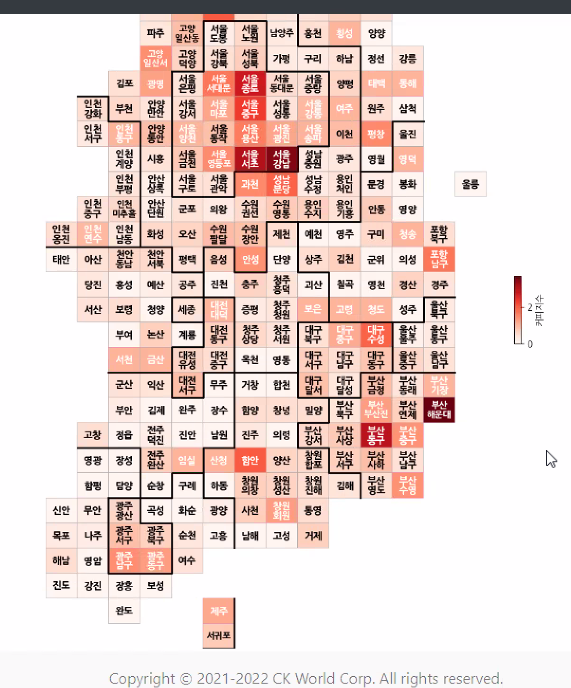 파주 고양 일산동 서울 도봉 서울 노원 남양주 홍천 횡성 양양
고양 일산서 고양 덕양 서울 강북 서울 성북 가평 구리 하남 정선 강릉
김포 광명 서울 은평 서울 서대문 서울 종로 서울 동대문 서울 중랑 양평 태백 동해
인천 강화 부천 안양 만안 서울 강서 서울 마포 서울 중구 서울 성동 서울 강동 여주 원주 삼척
인천 서구 인천 동구 안양 동안 서울 양천 서울 동작 서울 용산 서울 광진 서울 송파 이천 평창 울진
인천 계양 시흥 서울 금천 서울 영등포 서울 서초 서울 강남 성남 중원 광주 영월 영덕
인천 부평 안산 상록 서울 구로 서울 관악 과천 성남 분당 성남 수정 용인 처인 문경 봉화 울릉
인천 중구 인천 미추홀 안산 단원 군포 의왕 수원 권선 수원 영통 용인 수지 용인 기흥 안동 영양
인천 옹진 인천 연수 인천 남동 화성 오산 수원 팔달 수원 장안 제천 예천 영주 구미 청송 포항 북구
태안 아산 천안 동남 천안 서북 평택 음성 안성 단양 상주 김천 군위 의성 포항 남구
당진 홍성 예산 공주 진천 충주 청주 흥덕 괴산 칠곡 영천 경산 경주
서산 보령 청양 세종 대전 대덕 증평 청주 청원 보은 고령 청도 성주 울산 북구
부여 논산 계룡 대전 동구 청주 상당 청주 서원 대구 북구 대구 중구 대구 수성 울산 울주 울산 동구
서천 금산 대전 유성 대전 중구 옥천 영동 대구 서구 대구 남구 대구 동구 울산 중구 울산 남구
군산 익산 대전 서구 무주 거창 합천 대구 달서 대구 달성 부산 금정 부산 동래 부산 기장
부안 김제 완주 장수 함양 창녕 밀양 부산 북구 부산 부산진 부산 연제 부산 해운대
고창 정읍 전주 덕진 진안 남원 진주 의령 부산 강서 부산 사상 부산 동구 부산 중구
영광 장성 전주 완산 임실 산청 함안 양산 창원 합포 부산 서구 부산 사하 부산 남구
함평 담양 순창 구례 하동 창원 의창 창원 성산 창원 진해 김해 부산 영도 부산 수영
신안 무안 광주 광산 곡성 화순 광양 사천 창원 회원 통영
목포 나주 광주 서구 광주 북구 순천 고흥 남해 고성 거제
해남 영암 광주 남구 광주 동구 여수
진도 강진 장흥 보성
완도 제주
서귀포
2
0
커피지수
Copyright © 2021-2022 CK World Corp. All rights reserved.